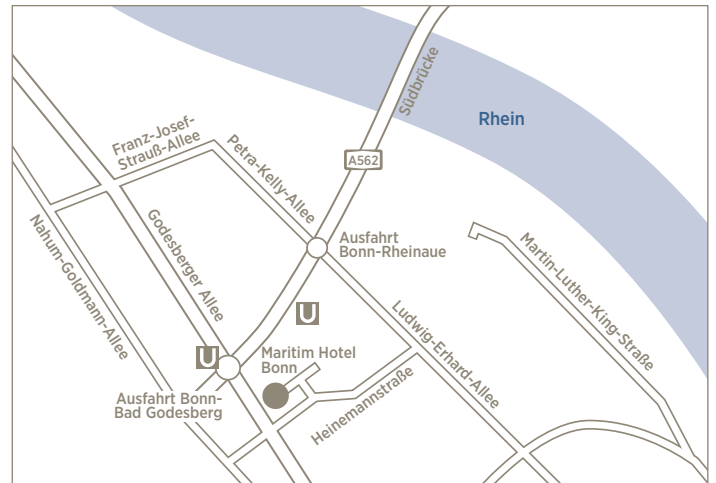 Franz-Josef-
Strauß-Allee
Petra-Kelly-Allee
Südbrücke
Rhein
A562
Nahum-Goldmann-Allee
Godesberger Allee
Ausfahrt
Bonn-Rheinaue
Martin-Luther-King-Straße
U
Ludwig-Erhard-Allee
U
Maritim Hotel
Bonn
Ausfahrt Bonn-
Bad Godesberg
Heinemannstraße